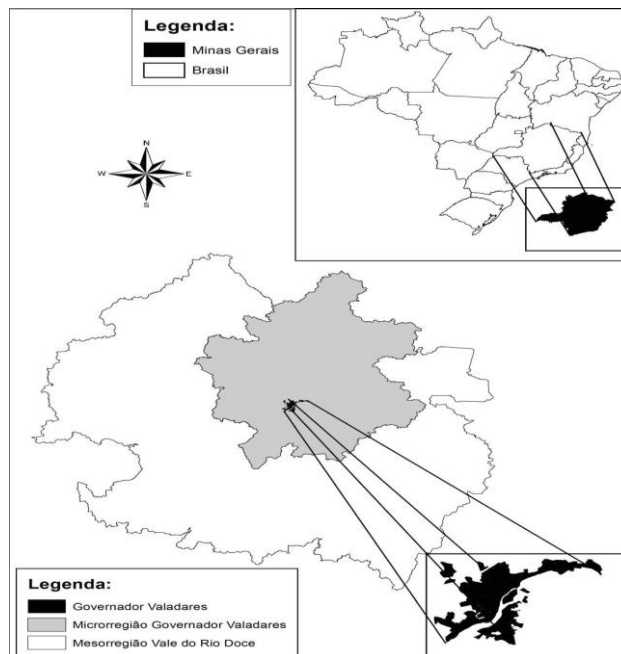 Legenda:
Minas Gerais
Brasil
N
W
E
S
Legenda:
Governador Valadares
Microrregião Governador Valadares
Mesorregião Vale do Rio Doce